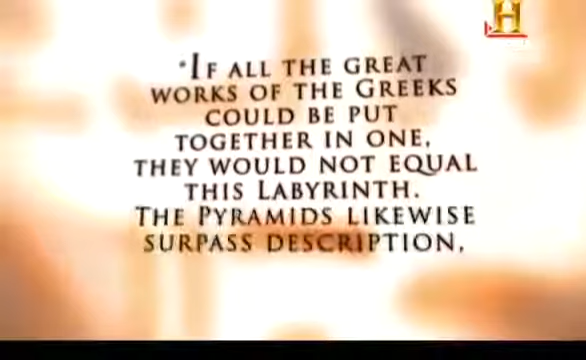 H
"IF ALL THE GREAT
WORKS OF THE GREEKS
COULD BE PUT
TOGETHER IN ONE,
THEY WOULD NOT EQUAL
THIS LABYRINTH.
THE PYRAMIDS LIKEWISE
SURPASS DESCRIPTION,